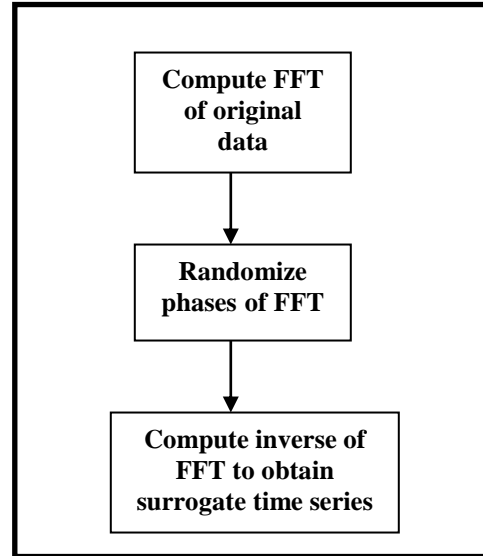 Compute FFT
of original
data
Randomize
phases of FFT
Compute inverse of
FFT to obtain
surrogate time series